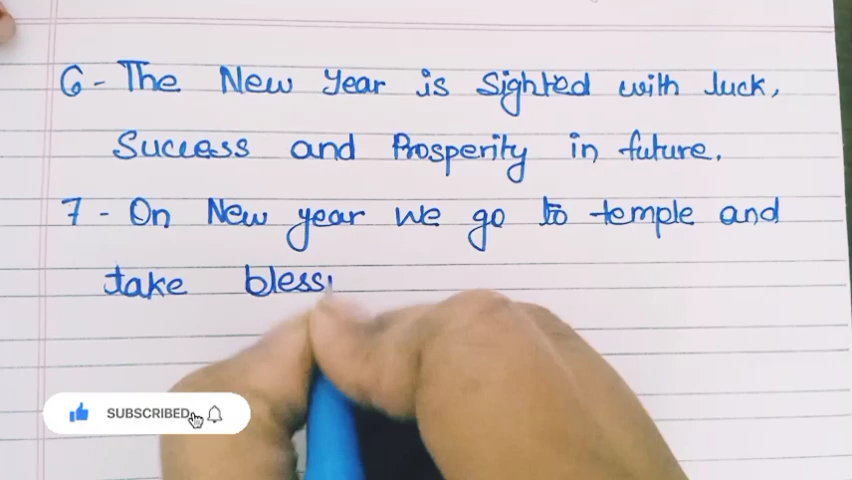 6 - The New Year is Sighted with luck,
Success and Prosperity in future.
7 - On New year we go to temple and
take bless
SUBSCRIBED